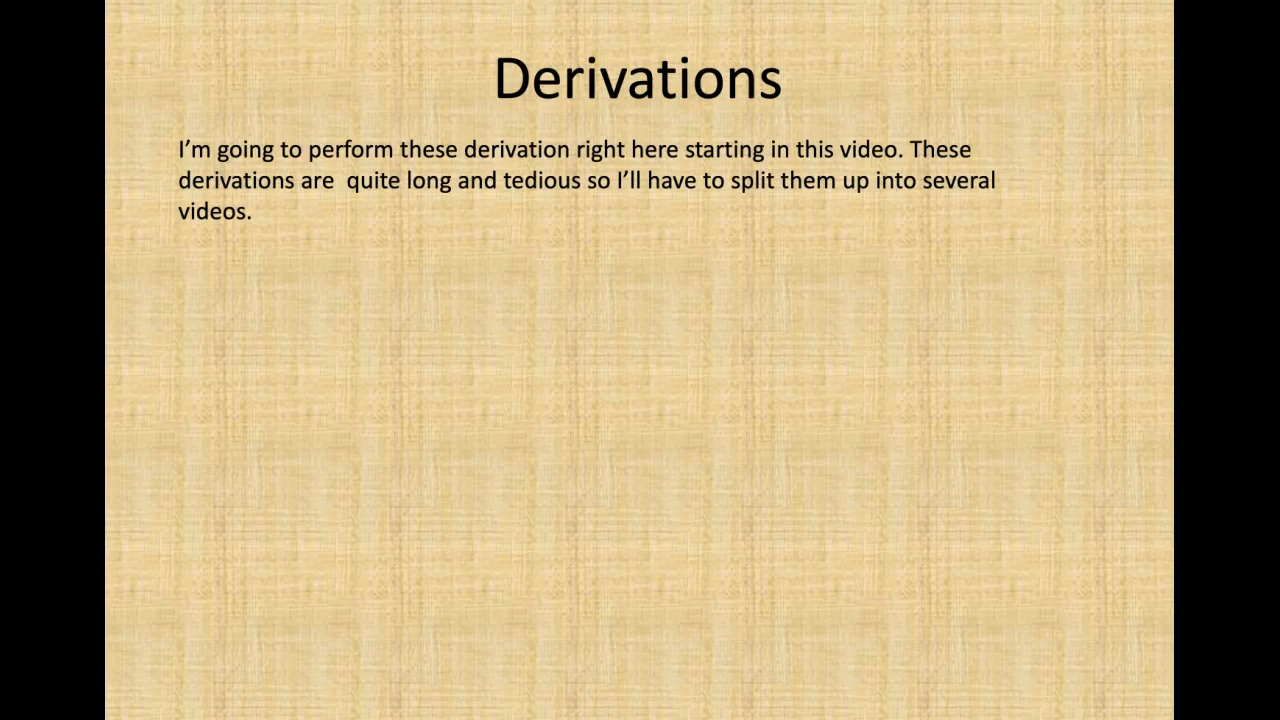 Derivations
I’m going to perform these derivation right here starting in this video. These
derivations are  quite long and tedious so I’ll have to split them up into several
videos.